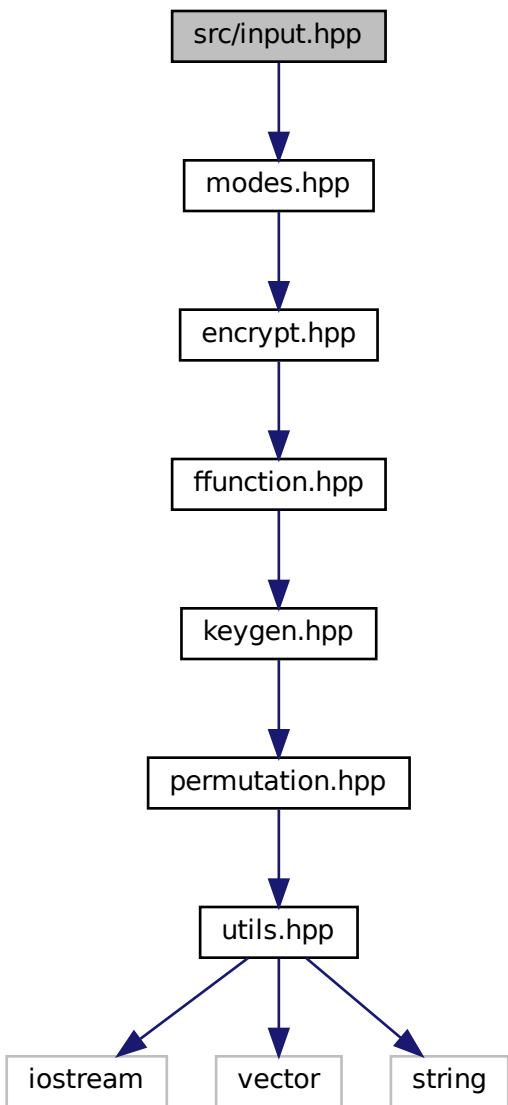 src/input.hpp
modes.hpp
encrypt.hpp
ffunction.hpp
keygen.hpp
permutation.hpp
utils.hpp
iostream
vector
string